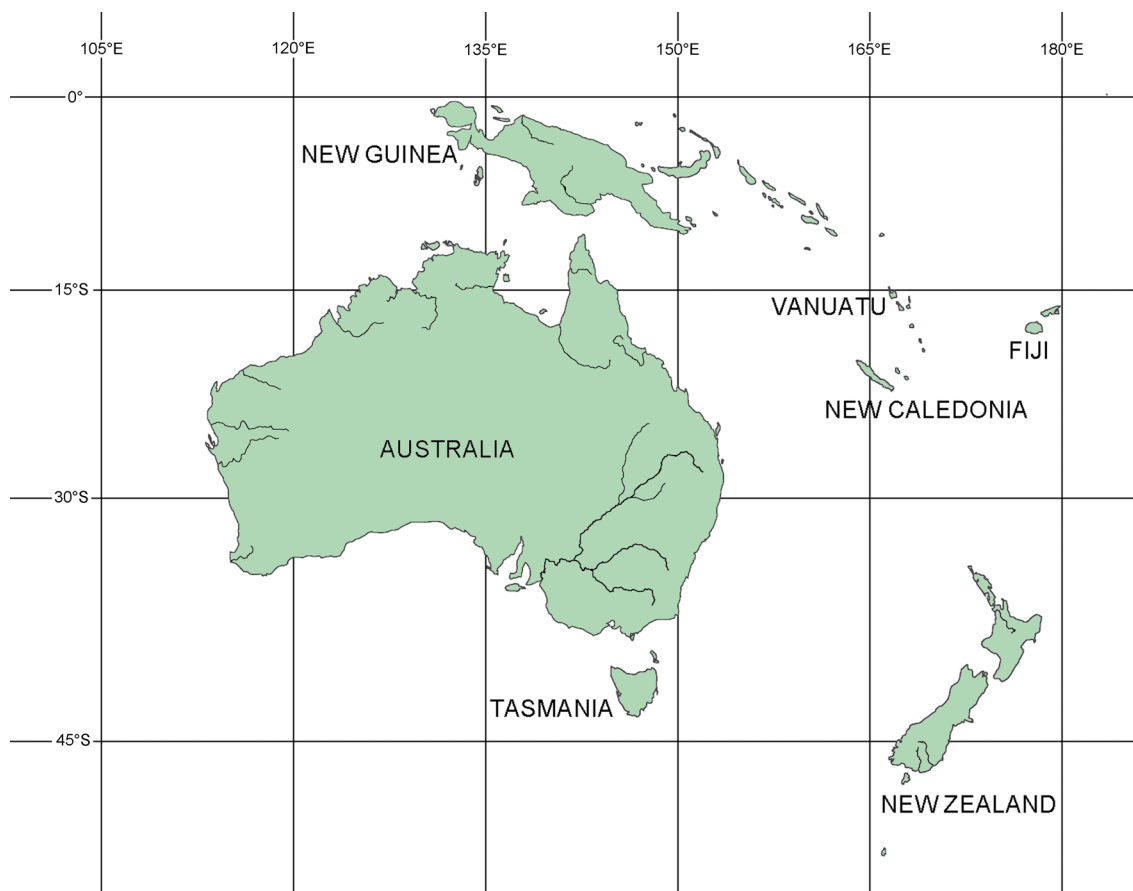 105°E
120°E
135°E
150°E
165°E
180°E
0°
NEW GUINEA
15°S
VANUATU
FIJI
NEW CALEDONIA
AUSTRALIA
30°S
TASMANIA
45°S
NEW ZEALAND